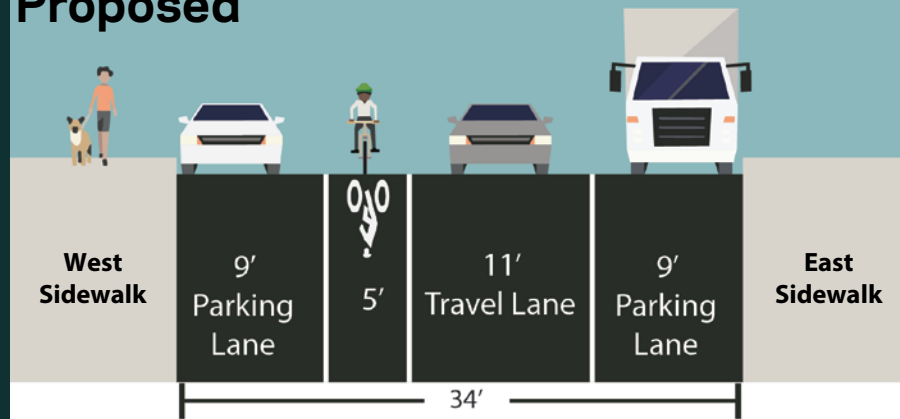 Proposed
West
Sidewalk
9'
Parking
Lane
5'
11'
Travel Lane
9'
Parking
Lane
East
Sidewalk
34'